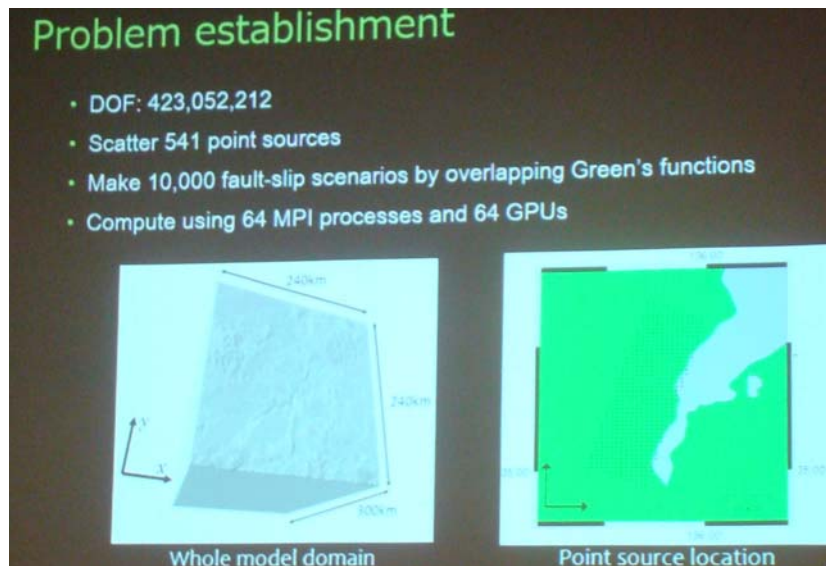 Problem establishment
• DOF: 423,052,212
• Scatter 541 point sources
• Make 10,000 fault-slip scenarios by overlapping Green's functions
• Compute using 64 MPI processes and 64 GPUs
240km
240km
y
x
300km
Whole model domain
Point source location